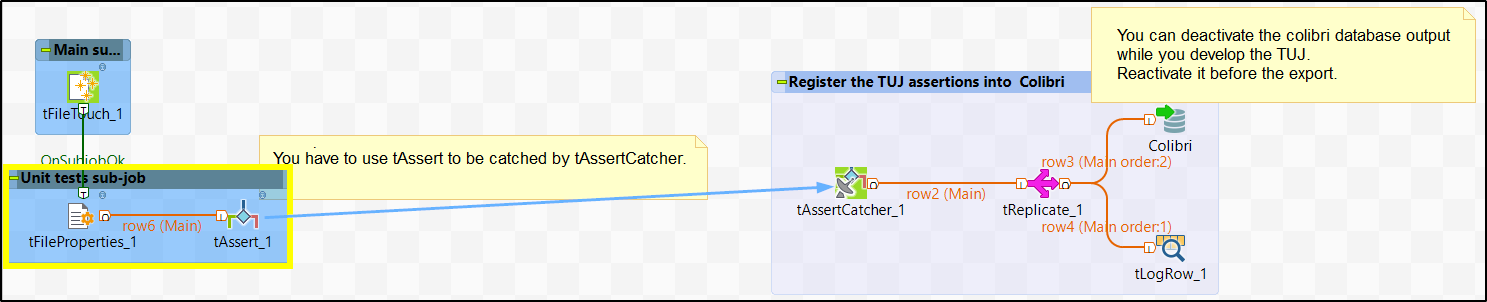 Main su...
tFileTouch_1
OnSubjobOk
You have to use tAssert to be catched by tAssertCatcher.
Unit tests sub-job
tFileProperties_1
row6 (Main)
tAssert_1
Register the TUJ assertions into Colibri
You can deactivate the colibri database output
while you develop the TUJ.
Reactivate it before the export.
tAssertCatcher_1
row2 (Main)
tReplicate_1
row3 (Main order:2)
Colibri
row4 (Main order:1)
tLogRow_1